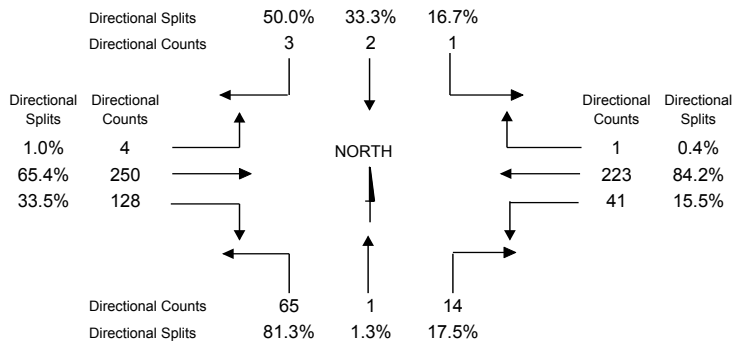 Directional Splits 50.0% 33.3% 16.7%
Directional Counts 3 2 1
Directional Directional Directional Directional
Splits Counts Counts Splits
1.0% 4 NORTH 1 0.4%
65.4% 250 223 84.2%
33.5% 128 41 15.5%
Directional Counts 65 1 14
Directional Splits 81.3% 1.3% 17.5%